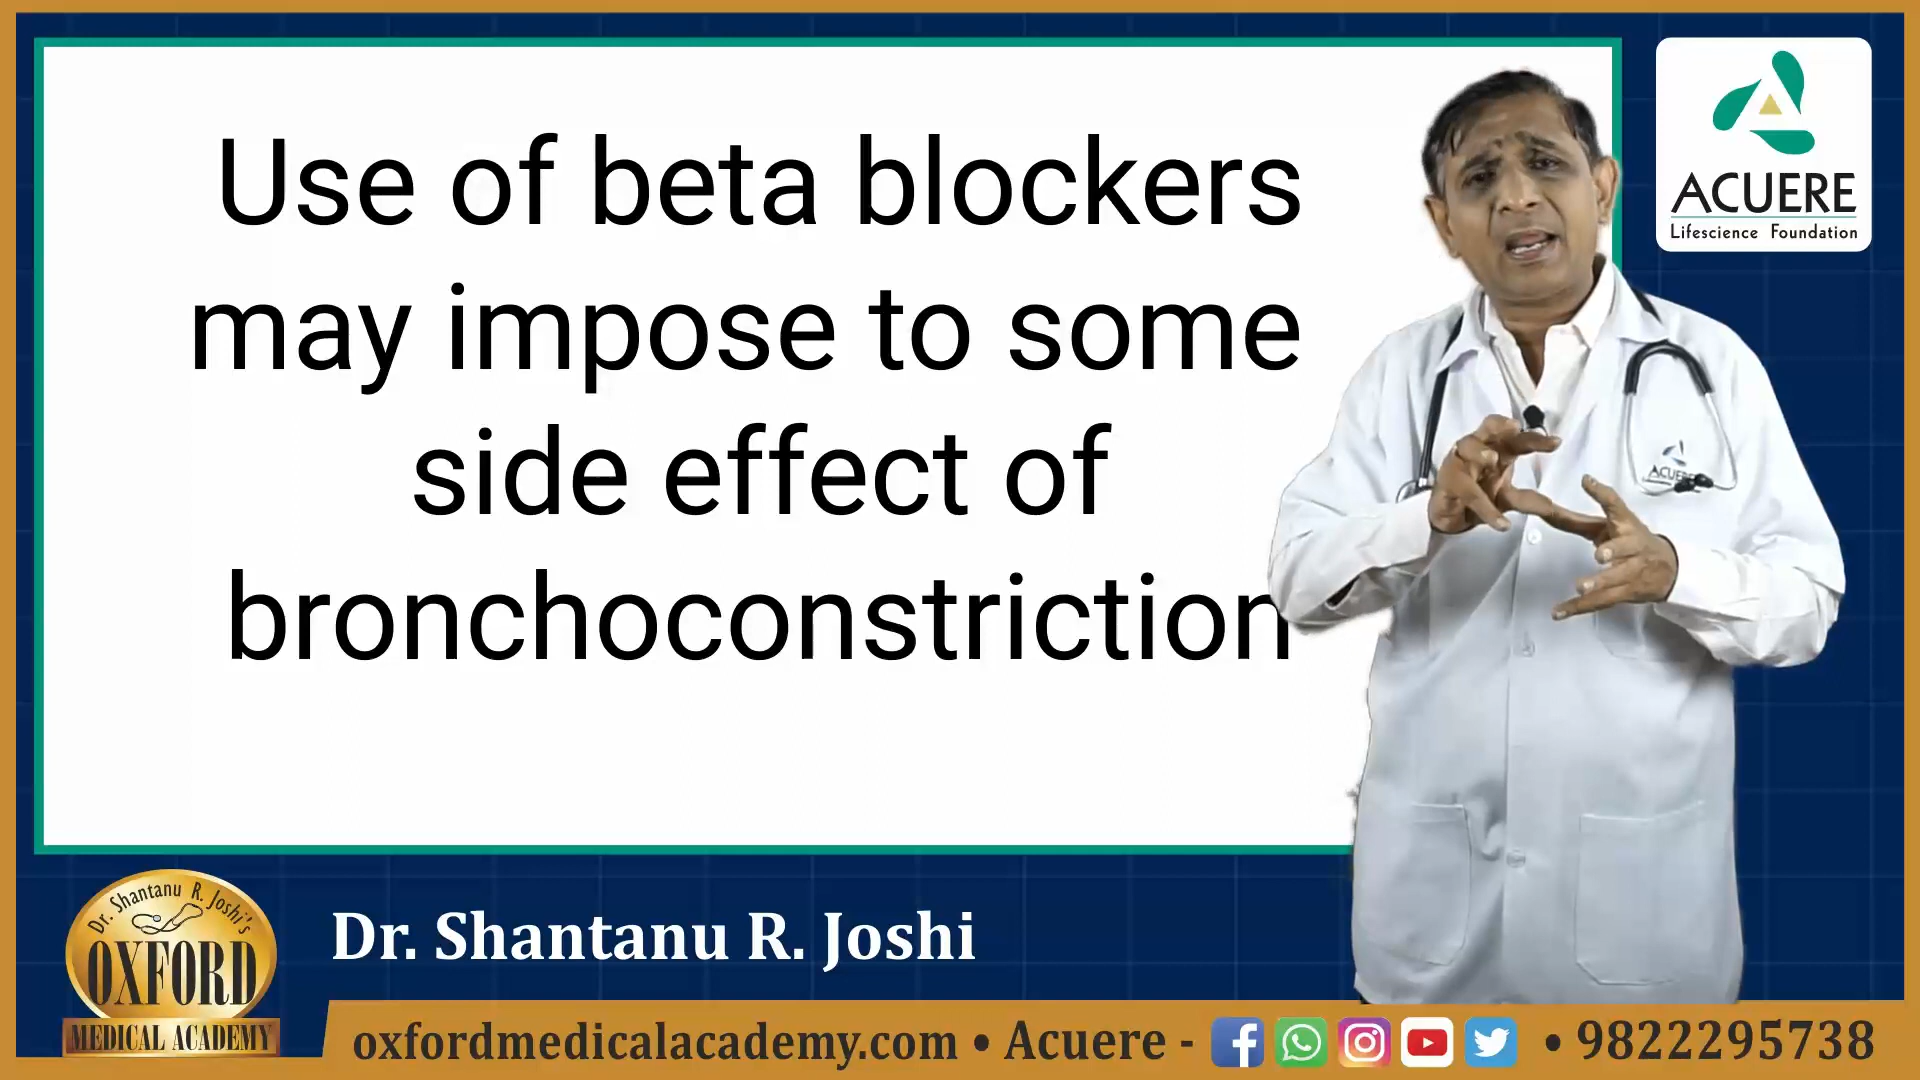 Use of beta blockers
may impose to some
side effect of
bronchoconstriction
ACUERE
Lifescience Foundation
ACUERE
Dr. Shantanu R. Joshi's
OXFORD
MEDICAL ACADEMY
Dr. Shantanu R. Joshi
oxfordmedicalacademy.com • Acuere - • 9822295738